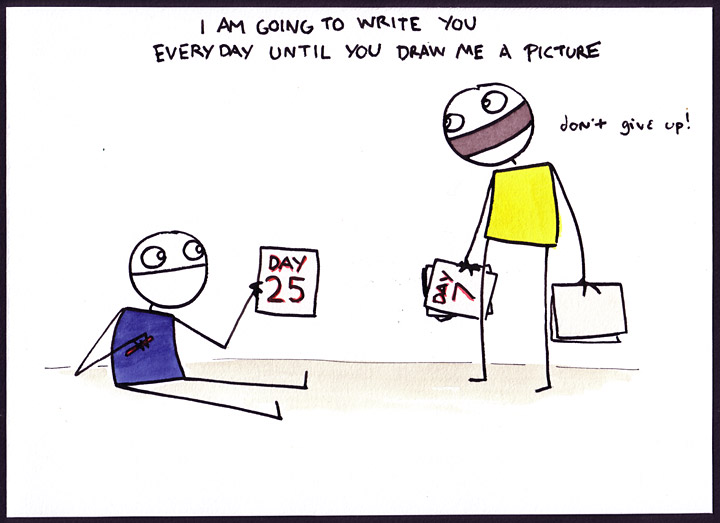 I AM GOING TO WRITE YOU
EVERYDAY UNTIL YOU DRAW ME A PICTURE
don't give up!
DAY
25
DAY
7